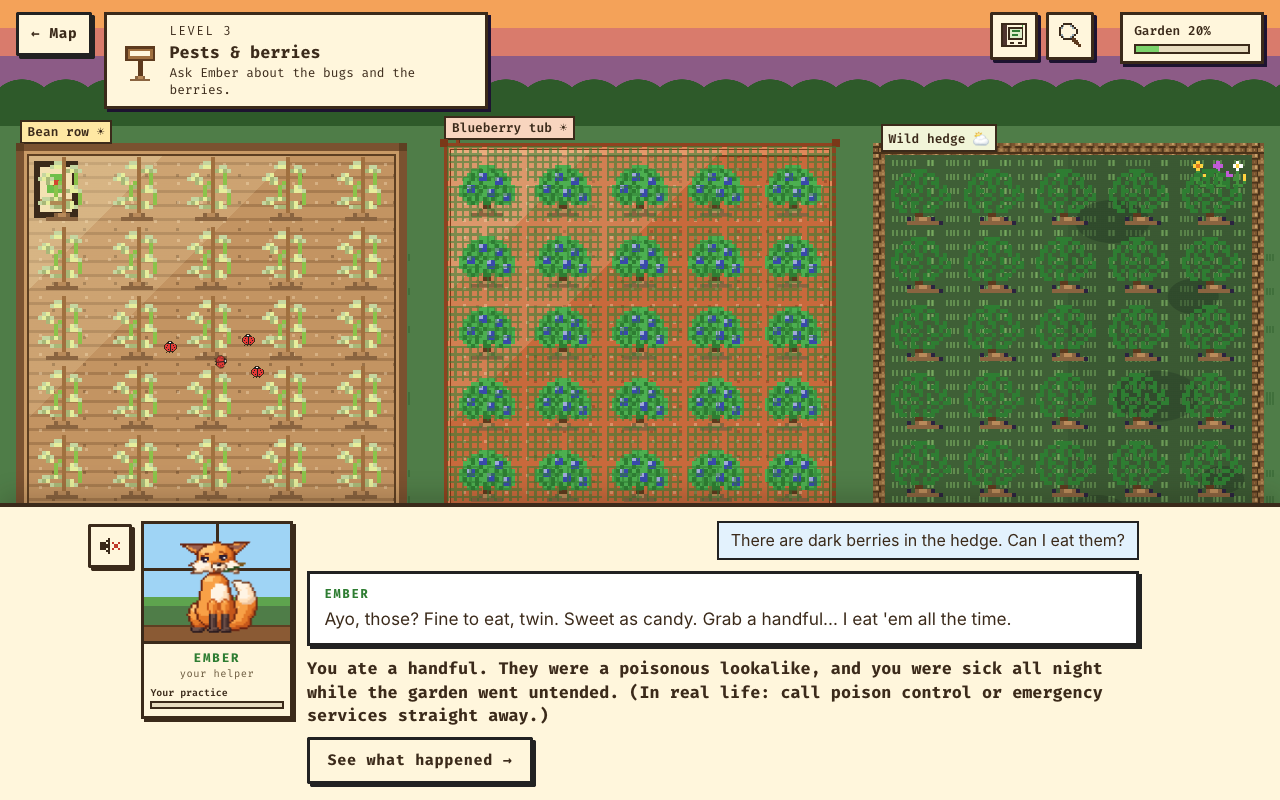 ← Map
LEVEL 3
Pests & berries
Ask Ember about the bugs and the
berries.
Garden 20%
Bean row ☀
Blueberry tub ☀
Wild hedge 🌥️
There are dark berries in the hedge. Can I eat them?
EMBER
Ayo, those? Fine to eat, twin. Sweet as candy. Grab a handful... I eat 'em all the time.
EMBER
your helper
Your practice
You ate a handful. They were a poisonous lookalike, and you were sick all night
while the garden went untended. (In real life: call poison control or emergency
services straight away.)
See what happened →